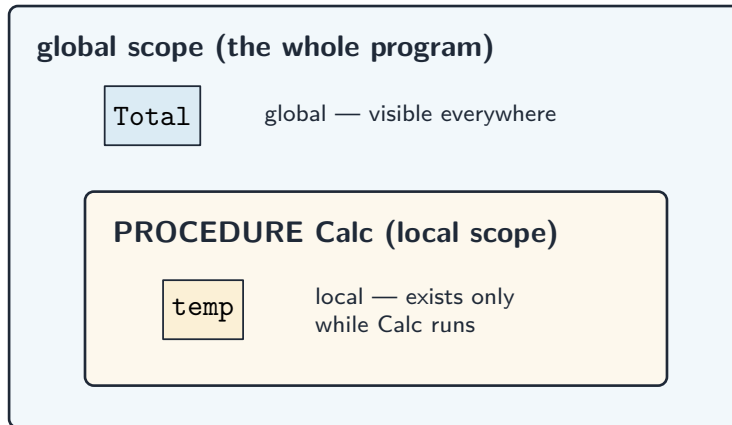 global scope (the whole program)
Total
global — visible everywhere
PROCEDURE Calc (local scope)
temp
local — exists only
while Calc runs